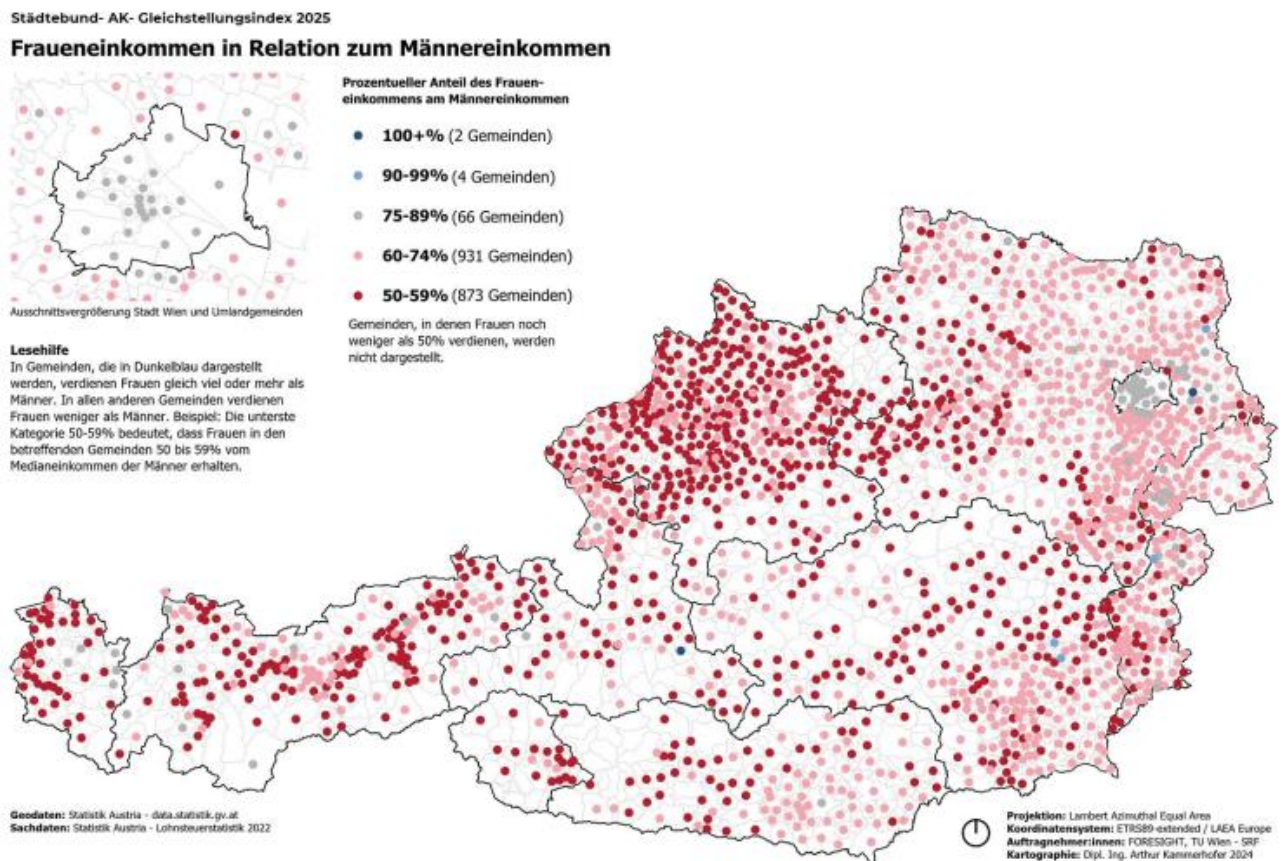 Städtebund- AK- Gleichstellungsindex 2025
Fraueneinkommen in Relation zum Männereinkommen
Prozentueller Anteil des Frauen-
einkommens am Männereinkommen
100+% (2 Gemeinden)
90-99% (4 Gemeinden)
75-89% (66 Gemeinden)
60-74% (931 Gemeinden)
50-59% (873 Gemeinden)
Gemeinden, in denen Frauen noch
weniger als 50% verdienen, werden
nicht dargestellt.
Ausschnittsvergrößerung Stadt Wien und Umlandgemeinden
Lesehilfe
In Gemeinden, die in Dunkelblau dargestellt
werden, verdienen Frauen gleich viel oder mehr als
Männer. In allen anderen Gemeinden verdienen
Frauen weniger als Männer. Beispiel: Die unterste
Kategorie 50-59% bedeutet, dass Frauen in den
betreffenden Gemeinden 50 bis 59% vom
Medianeinkommen der Männer erhalten.
Geodaten: Statistik Austria - data.statistik.gv.at
Sachdaten: Statistik Austria - Lohnsteuerstatistik 2022
Projektion: Lambert Azimuthal Equal Area
Koordinatensystem: ETRS89-extended / LAEA Europe
Auftragnehmer:innen: FORESIGHT, TU Wien - SRF
Kartographie: Dipl. Ing. Arthur Kammerhofer 2024